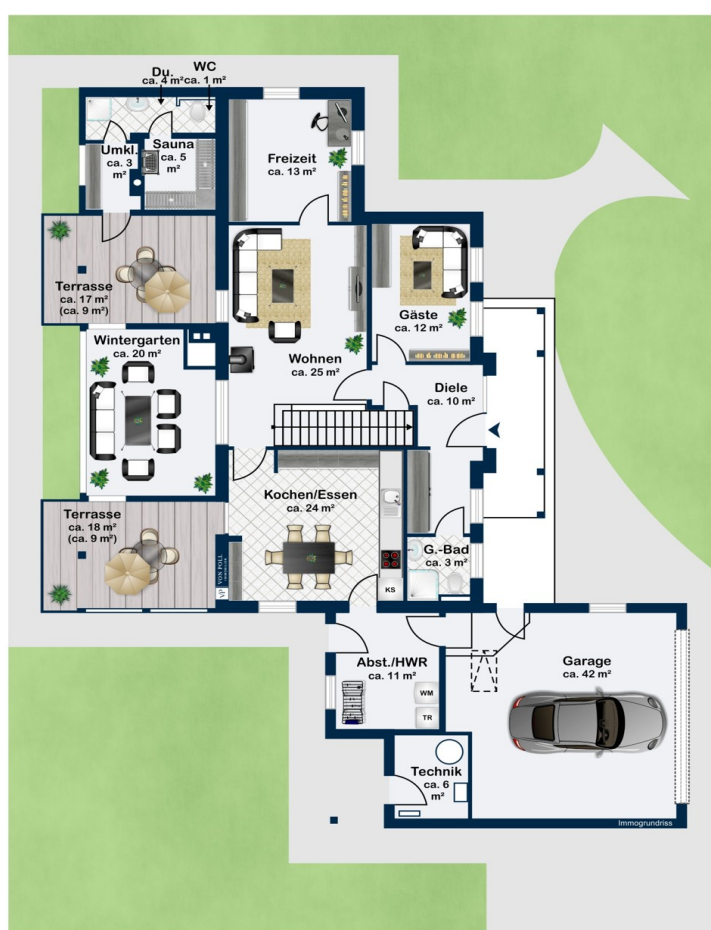 WC
ca. 1 m²
Du.
ca. 4 m²
Umkl.
ca. 3
m²
Sauna
ca. 5
m²
Freizeit
ca. 13 m²
Terrasse
ca. 17 m²
(ca. 9 m²)
Gäste
ca. 12 m²
Wintergarten
ca. 20 m²
Wohnen
ca. 25 m²
Diele
ca. 10 m²
Kochen/Essen
ca. 24 m²
Terrasse
ca. 18 m²
(ca. 9 m²)
VP
VON POLL
IMMOBILIEN
G.-Bad
ca. 3 m²
KS
Abst./HWR
ca. 11 m²
WM
TR
Garage
ca. 42 m²
Technik
ca. 6
m²
Immogrundriss